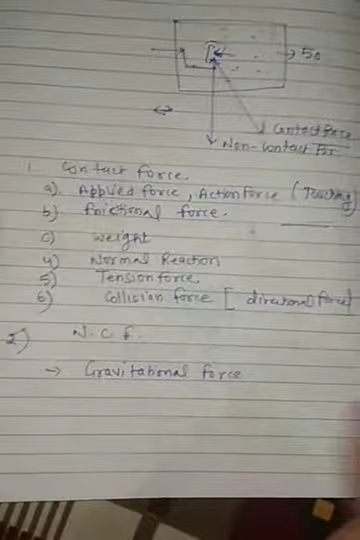 → 50
Contact force
Non-Contact For
1. Contact force.
a). Applied force, Action force (Touching)
b) frictional force.
c) weight
4) Normal Reaction
5) Tension force
6) Collision force [directional force]
2) N.C.F.
→ Gravitational force